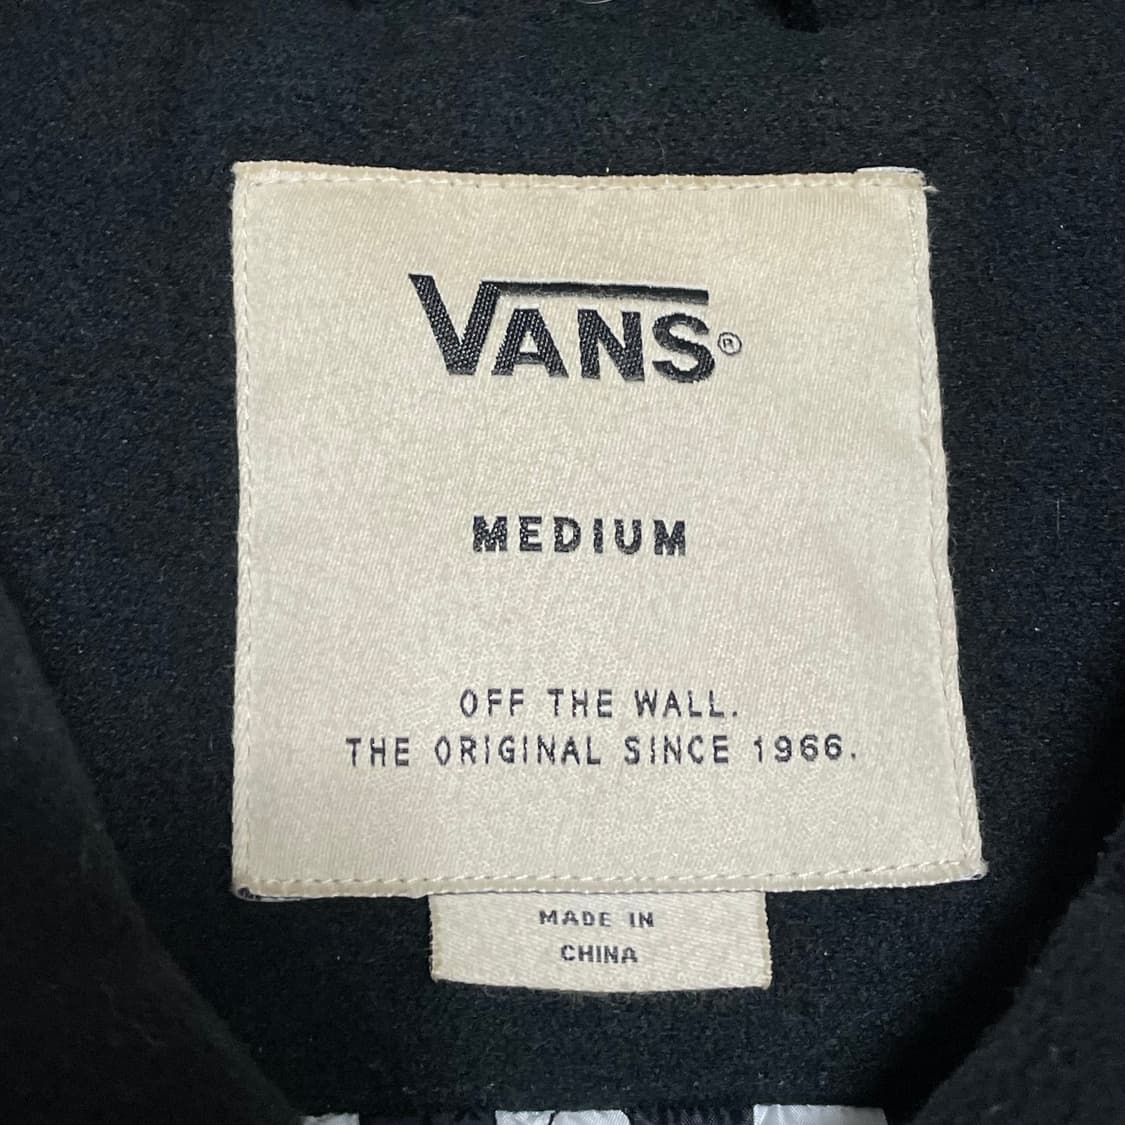 VANS®
MEDIUM
OFF THE WALL.
THE ORIGINAL SINCE 1966.
MADE IN
CHINA